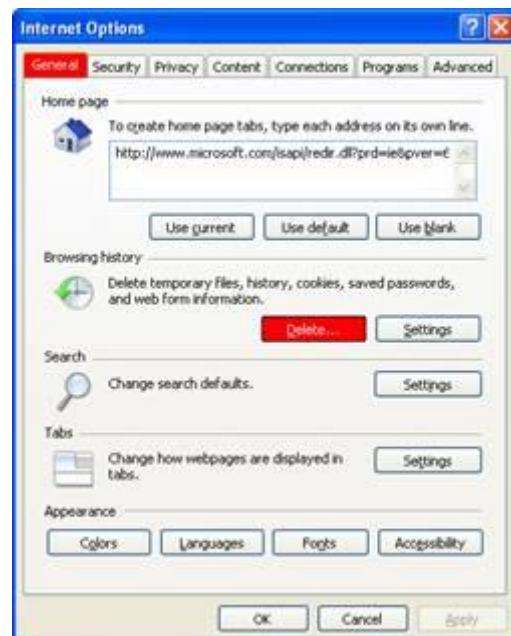 Internet Options
General Security Privacy Content Connections Programs Advanced
Home page
To create home page tabs, type each address on its own line.
http://www.microsoft.com/isapi/redir.dll?prd=ie&pver=6
Use current Use default Use blank
Browsing history
Delete temporary files, history, cookies, saved passwords,
and web form information.
Delete... Settings
Search
Change search defaults.
Settings
Tabs
Change how webpages are displayed in
tabs.
Settings
Appearance
Colors Languages Fonts Accessibility
OK Cancel Apply